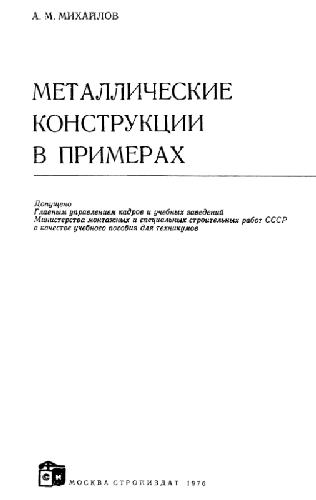 А. М. МИХАЙЛОВ
МЕТАЛЛИЧЕСКИЕ
КОНСТРУКЦИИ
В ПРИМЕРАХ
Допущено
Главным управлением кадров и учебных заведений
Министерства монтажных и специальных строительных работ СССР
в качестве учебного пособия для техникумов
МОСКВА СТРОЙИЗДАТ 1976